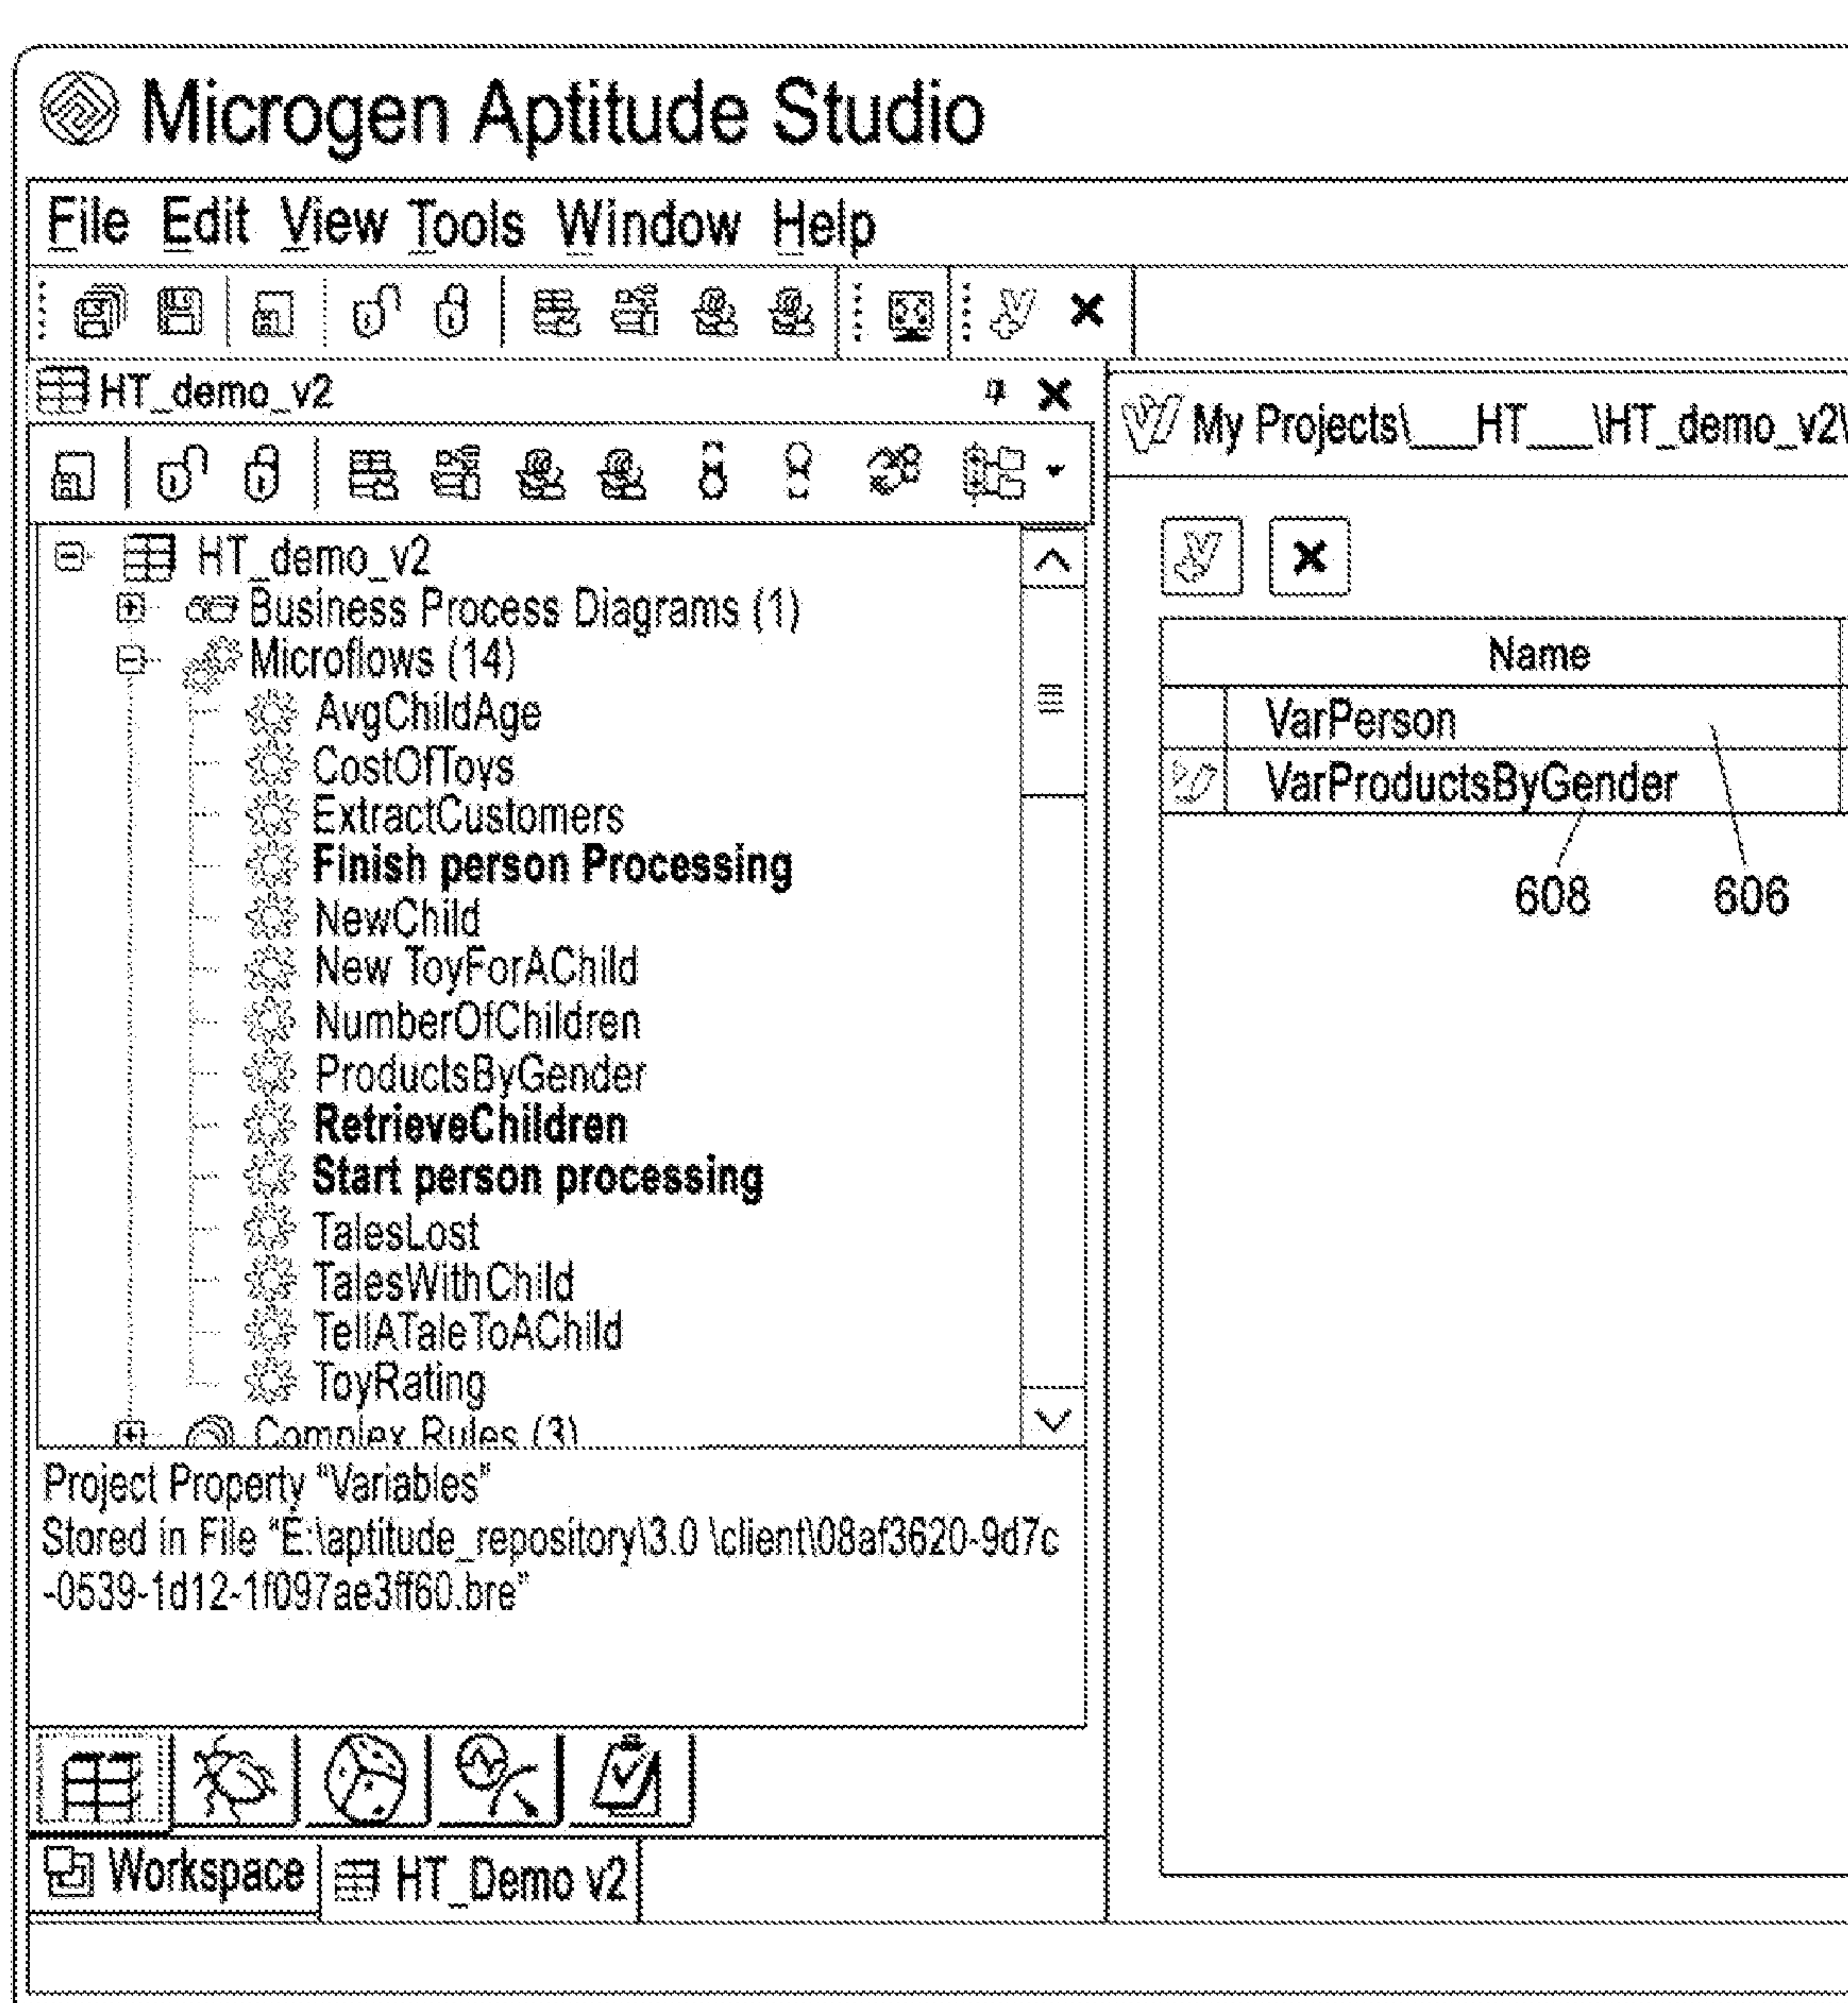 Microgen Aptitude Studio
File Edit View Tools Window Help
HT_demo_v2
My Projects\___HT___\HT_demo_v2\
HT_demo_v2
Business Process Diagrams (1)
Microflows (14)
AvgChildAge
CostOfToys
ExtractCustomers
Finish person Processing
NewChild
New ToyForAChild
NumberOfChildren
ProductsByGender
RetrieveChildren
Start person processing
TalesLost
TalesWithChild
TellATaleToAChild
ToyRating
Complex Rules (3)
Name
VarPerson
VarProductsByGender
608 606
Project Property "Variables"
Stored in File "E:\aptitude_repository\3.0 \client\08af3620-9d7c
-0539-1d12-1f097ae3ff60.bre"
Workspace HT_Demo v2